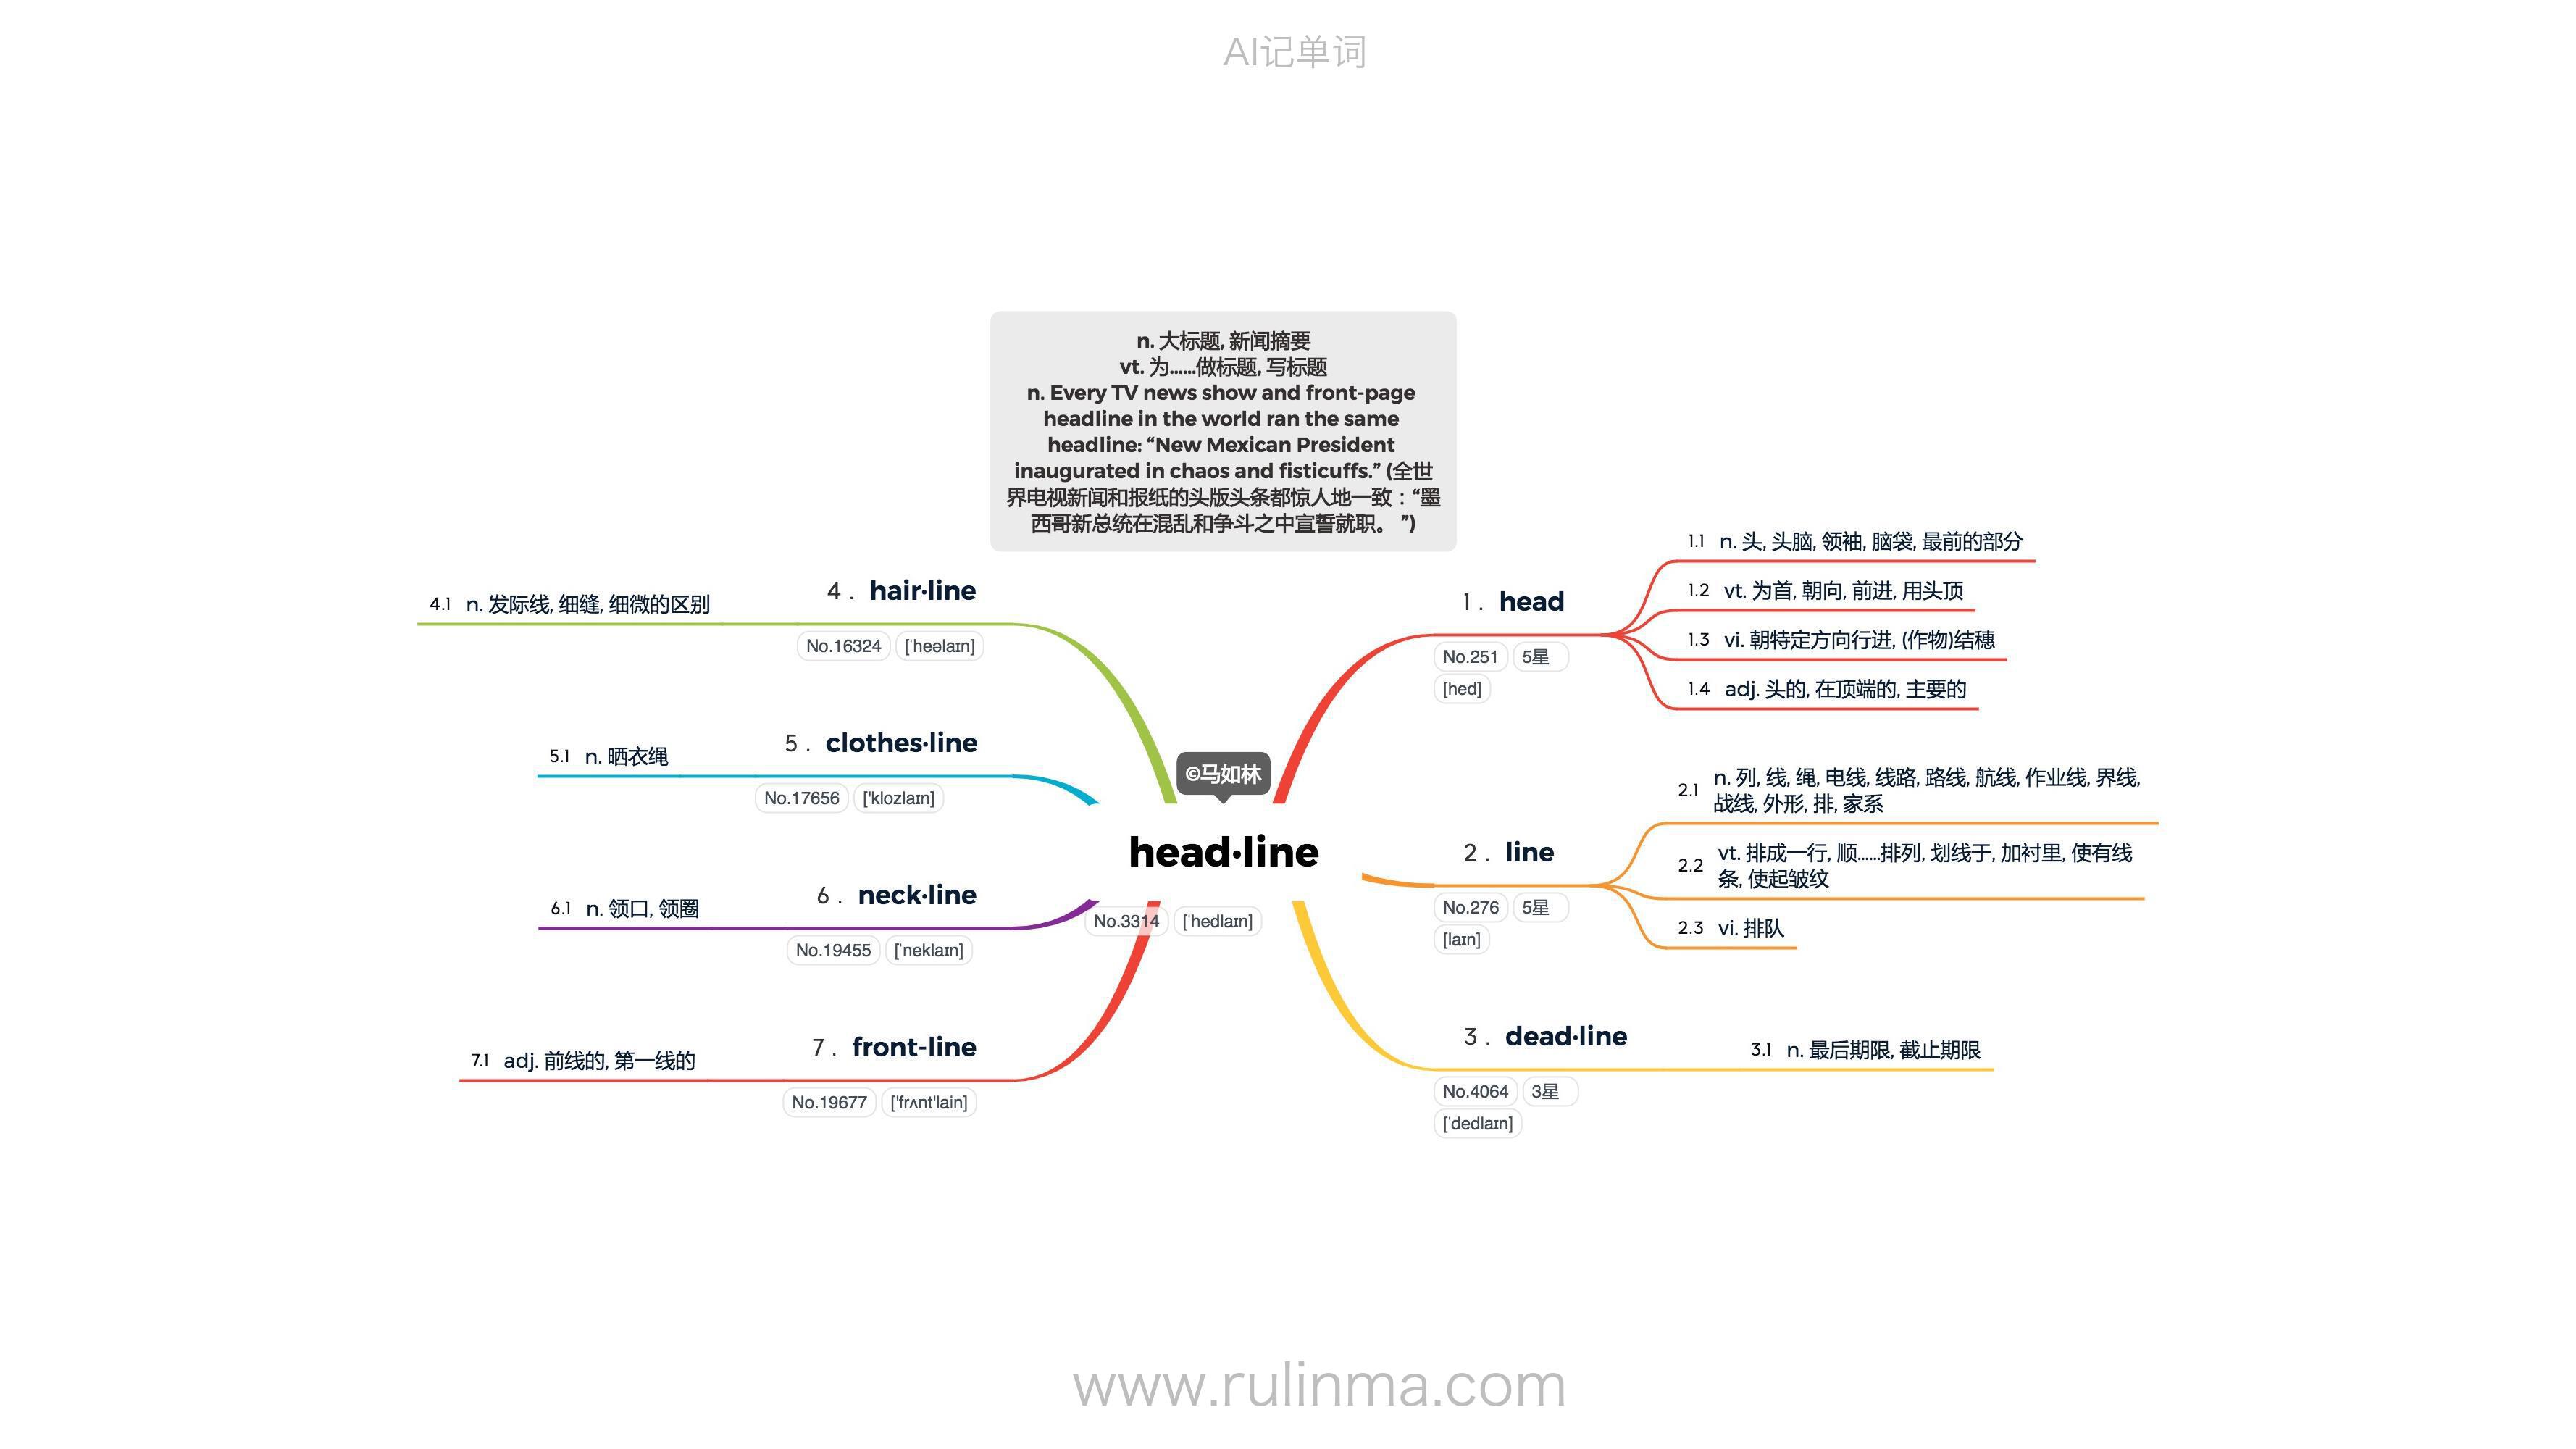 AI记单词
n. 大标题, 新闻摘要
vt. 为……做标题, 写标题
n. Every TV news show and front-page
headline in the world ran the same
headline: “New Mexican President
inaugurated in chaos and fisticuffs.” (全世
界电视新闻和报纸的头版头条都惊人地一致：“墨
西哥新总统在混乱和争斗之中宣誓就职。 ”)
©马如林
head·line
No.3314 [ˈhedlaɪn]
1 . head
No.251 5星
[hed]
1.1 n. 头, 头脑, 领袖, 脑袋, 最前的部分
1.2 vt. 为首, 朝向, 前进, 用头顶
1.3 vi. 朝特定方向行进, (作物)结穗
1.4 adj. 头的, 在顶端的, 主要的
2 . line
No.276 5星
[laɪn]
2.1 n. 列, 线, 绳, 电线, 线路, 路线, 航线, 作业线, 界线,
战线, 外形, 排, 家系
2.2 vt. 排成一行, 顺……排列, 划线于, 加衬里, 使有线
条, 使起皱纹
2.3 vi. 排队
3 . dead·line
No.4064 3星
[ˈdedlaɪn]
3.1 n. 最后期限, 截止期限
4 . hair·line
No.16324 [ˈheəlaɪn]
4.1 n. 发际线, 细缝, 细微的区别
5 . clothes·line
No.17656 ['klozlaɪn]
5.1 n. 晒衣绳
6 . neck·line
No.19455 [ˈneklaɪn]
6.1 n. 领口, 领圈
7 . front-line
No.19677 ['frʌnt'lain]
7.1 adj. 前线的, 第一线的
www.rulinma.com